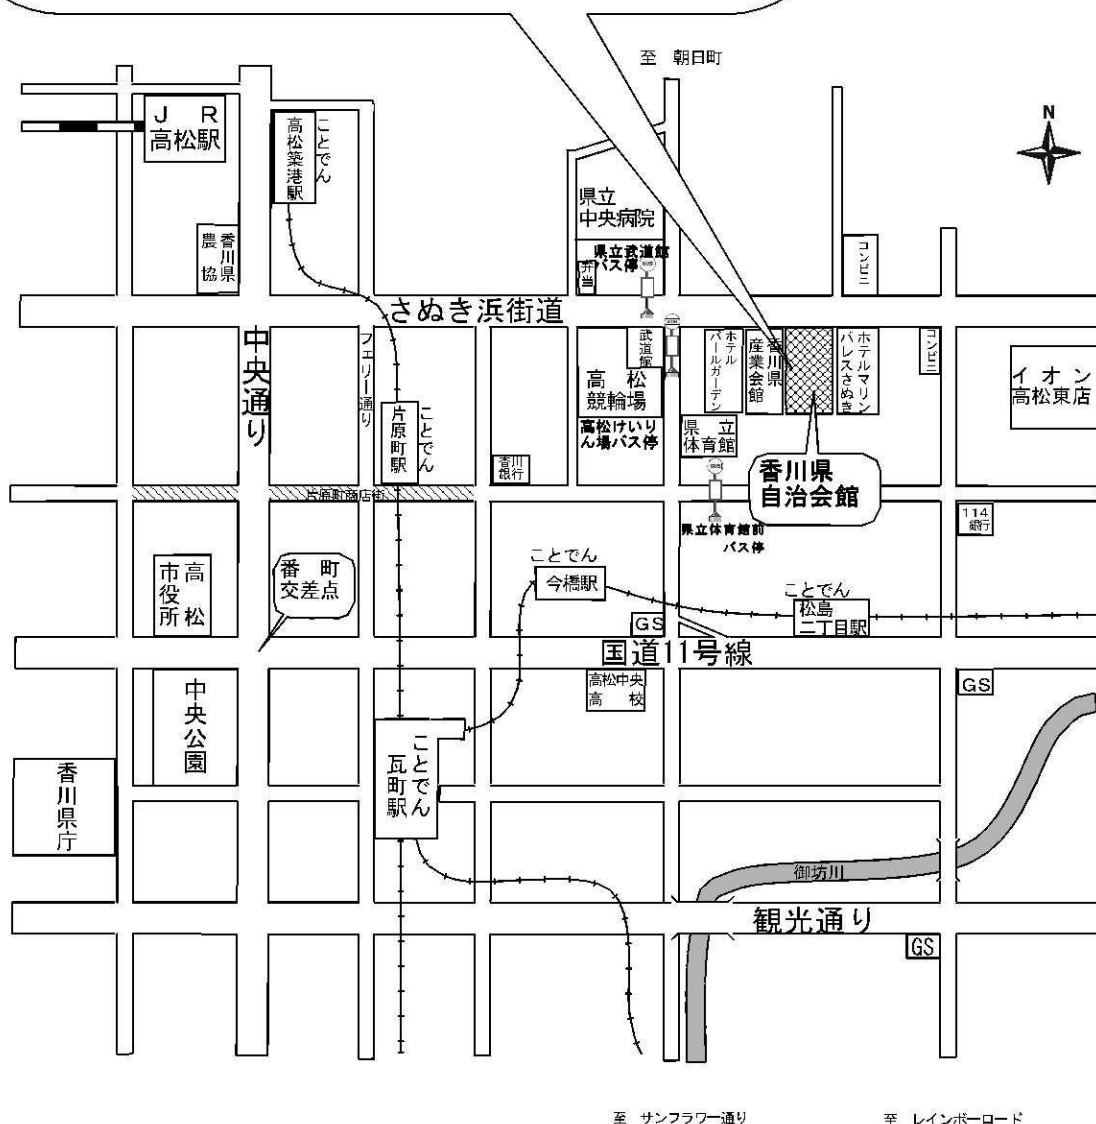 至 朝日町
N
J R
高松駅
ことでん
高松築港駅
県立
中央病院
香川県
農協
県立武道館
バス停
弁当
コンビニ
さぬき浜街道
中央通り
フェリー通り
武道館
高松
競輪場
高松けいり
ん場バス停
ホテル
パールガーデン
香川県
産業会館
ホテルマリン
パレスさぬき
コンビニ
イオン
高松東店
ことでん
片原町駅
県立
体育館
香川県
自治会館
香川
銀行
片原町商店街
114
銀行
県立体育館前
バス停
高松
市役所
番町
交差点
ことでん
今橋駅
ことでん
松島
二丁目駅
GS
国道11号線
高松中央
高校
GS
中央公園
ことでん
瓦町駅
香川県庁
御坊川
観光通り
GS
至 サンフラワー通り
至 レインボーロード